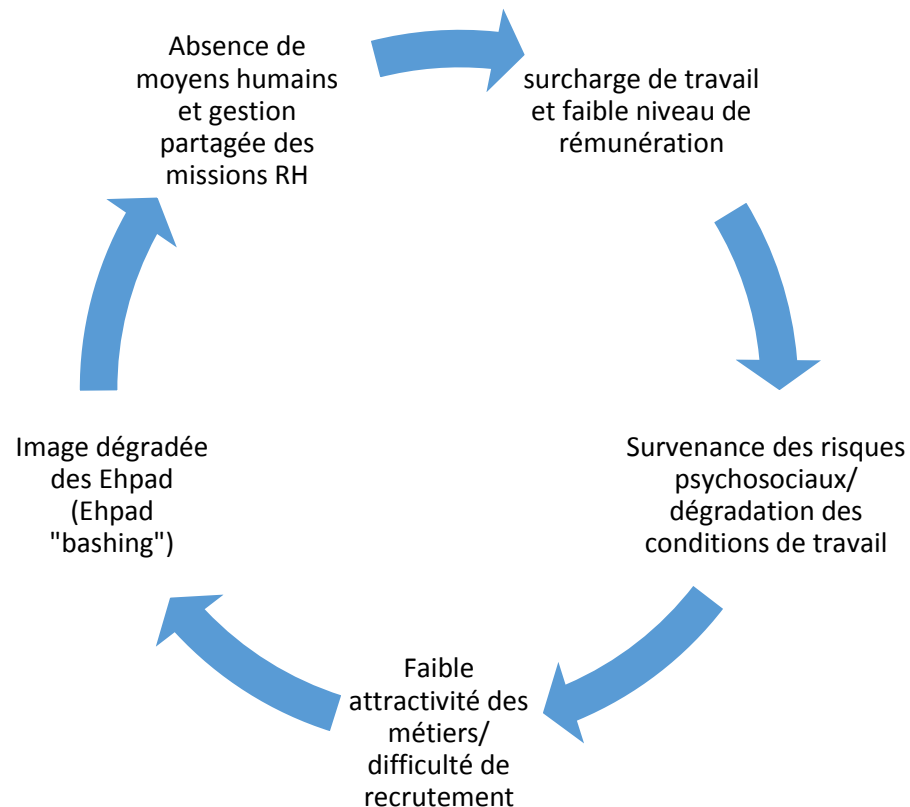 Absence de
moyens humains
et gestion
partagée des
missions RH
surcharge de travail
et faible niveau de
rémunération
Survenance des risques
psychosociaux/
dégradation des
conditions de travail
Faible
attractivité des
métiers/
difficulté de
recrutement
Image dégradée
des Ehpad
(Ehpad
"bashing")